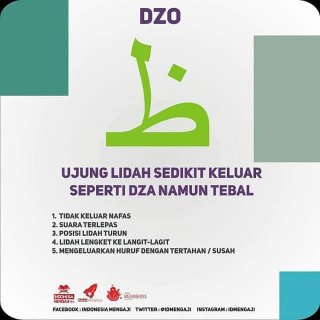 DZO
ظ
UJUNG LIDAH SEDIKIT KELUAR
SEPERTI DZA NAMUN TEBAL
1. TIDAK KELUAR NAFAS
2. SUARA TERLEPAS
3. POSISI LIDAH TURUN
4. LIDAH LENGKET KE LANGIT-LAGIT
5. MENGELUARKAN HURUF DENGAN TERTAHAN / SUSAH
INDONESIA
MENGAJI
FACEBOOK : INDONESIA MENGAJI TWITTER : @IDMENGAJI INSTAGRAM : IDMENGAJI